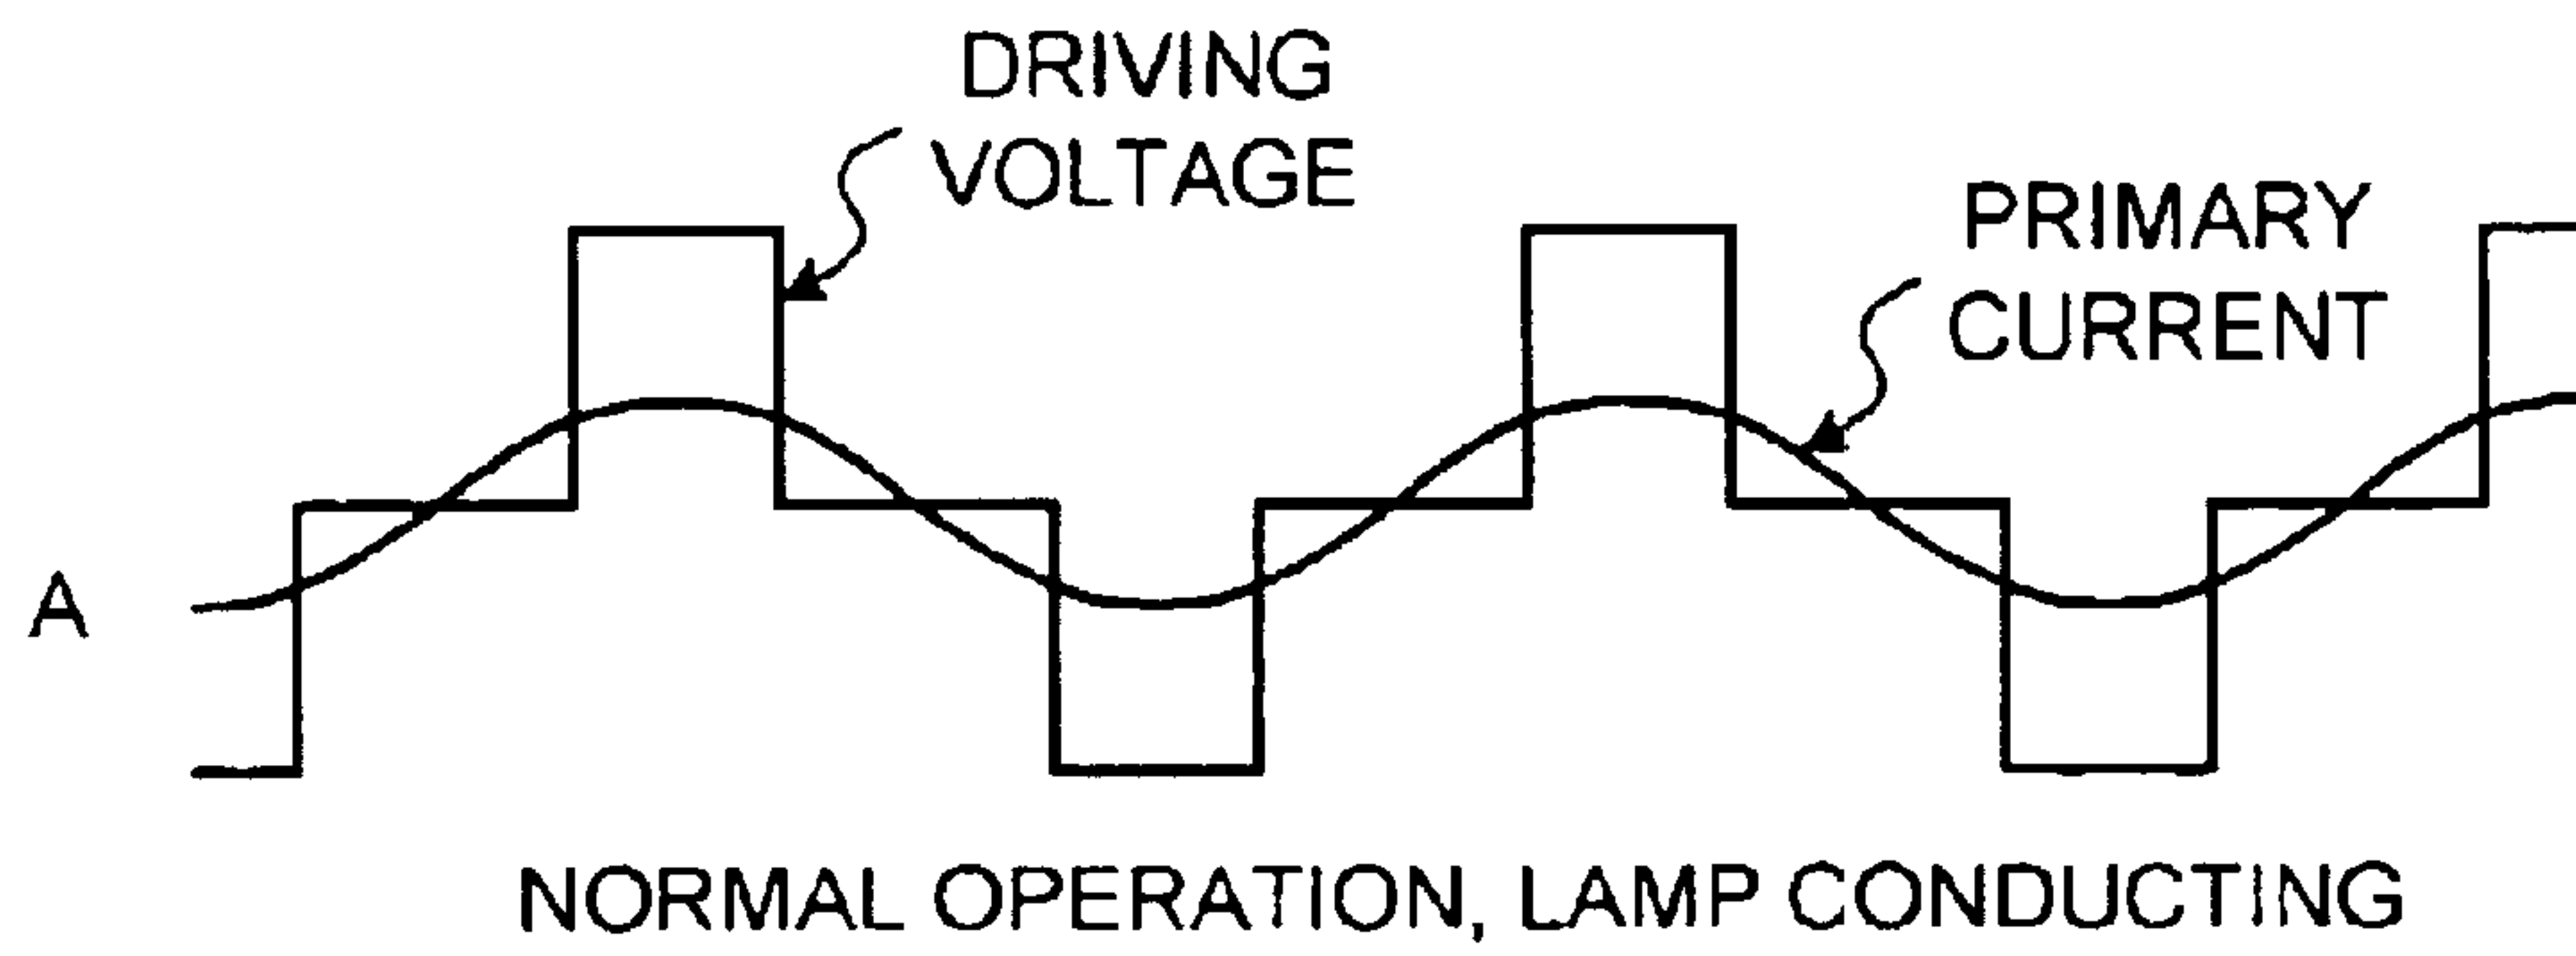 DRIVING
VOLTAGE
PRIMARY
CURRENT
A
NORMAL OPERATION, LAMP CONDUCTING